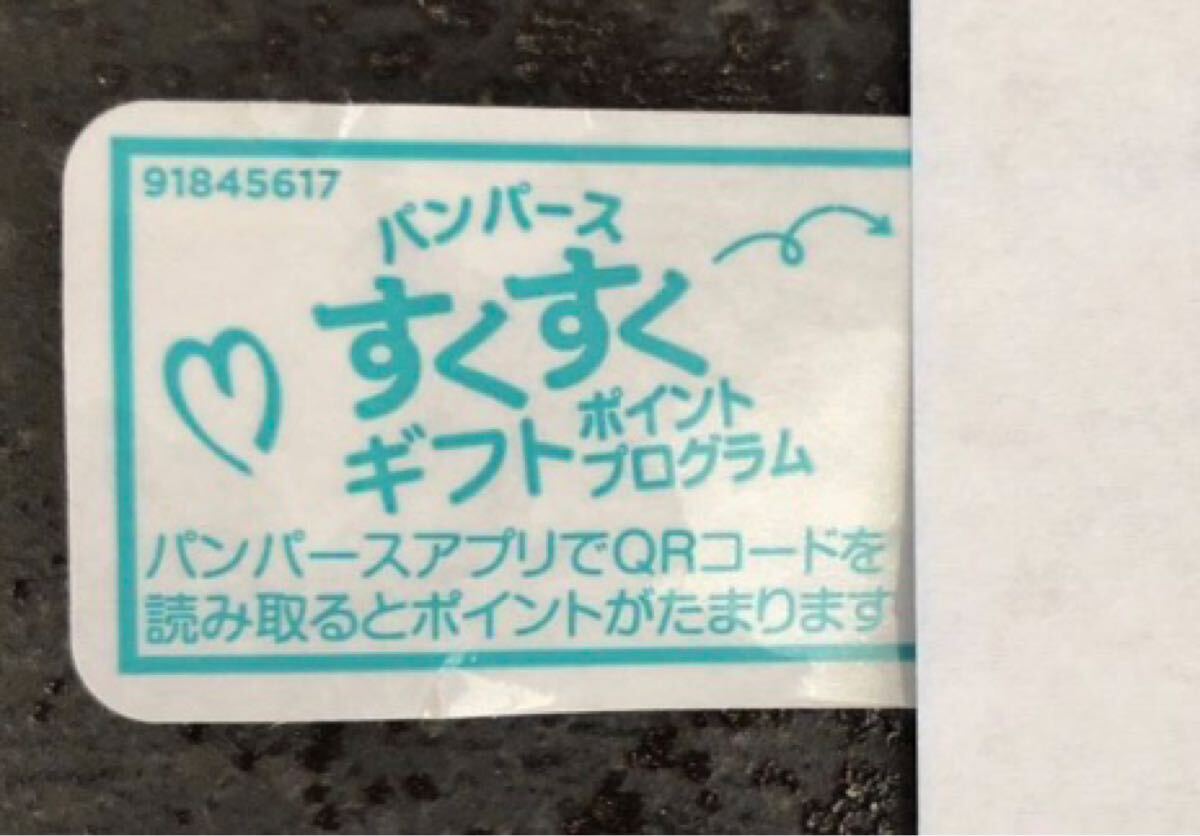 91845617
パンパース
すくすく
ギフト ポイント
プログラム
パンパースアプリでQRコードを
読み取るとポイントがたまります